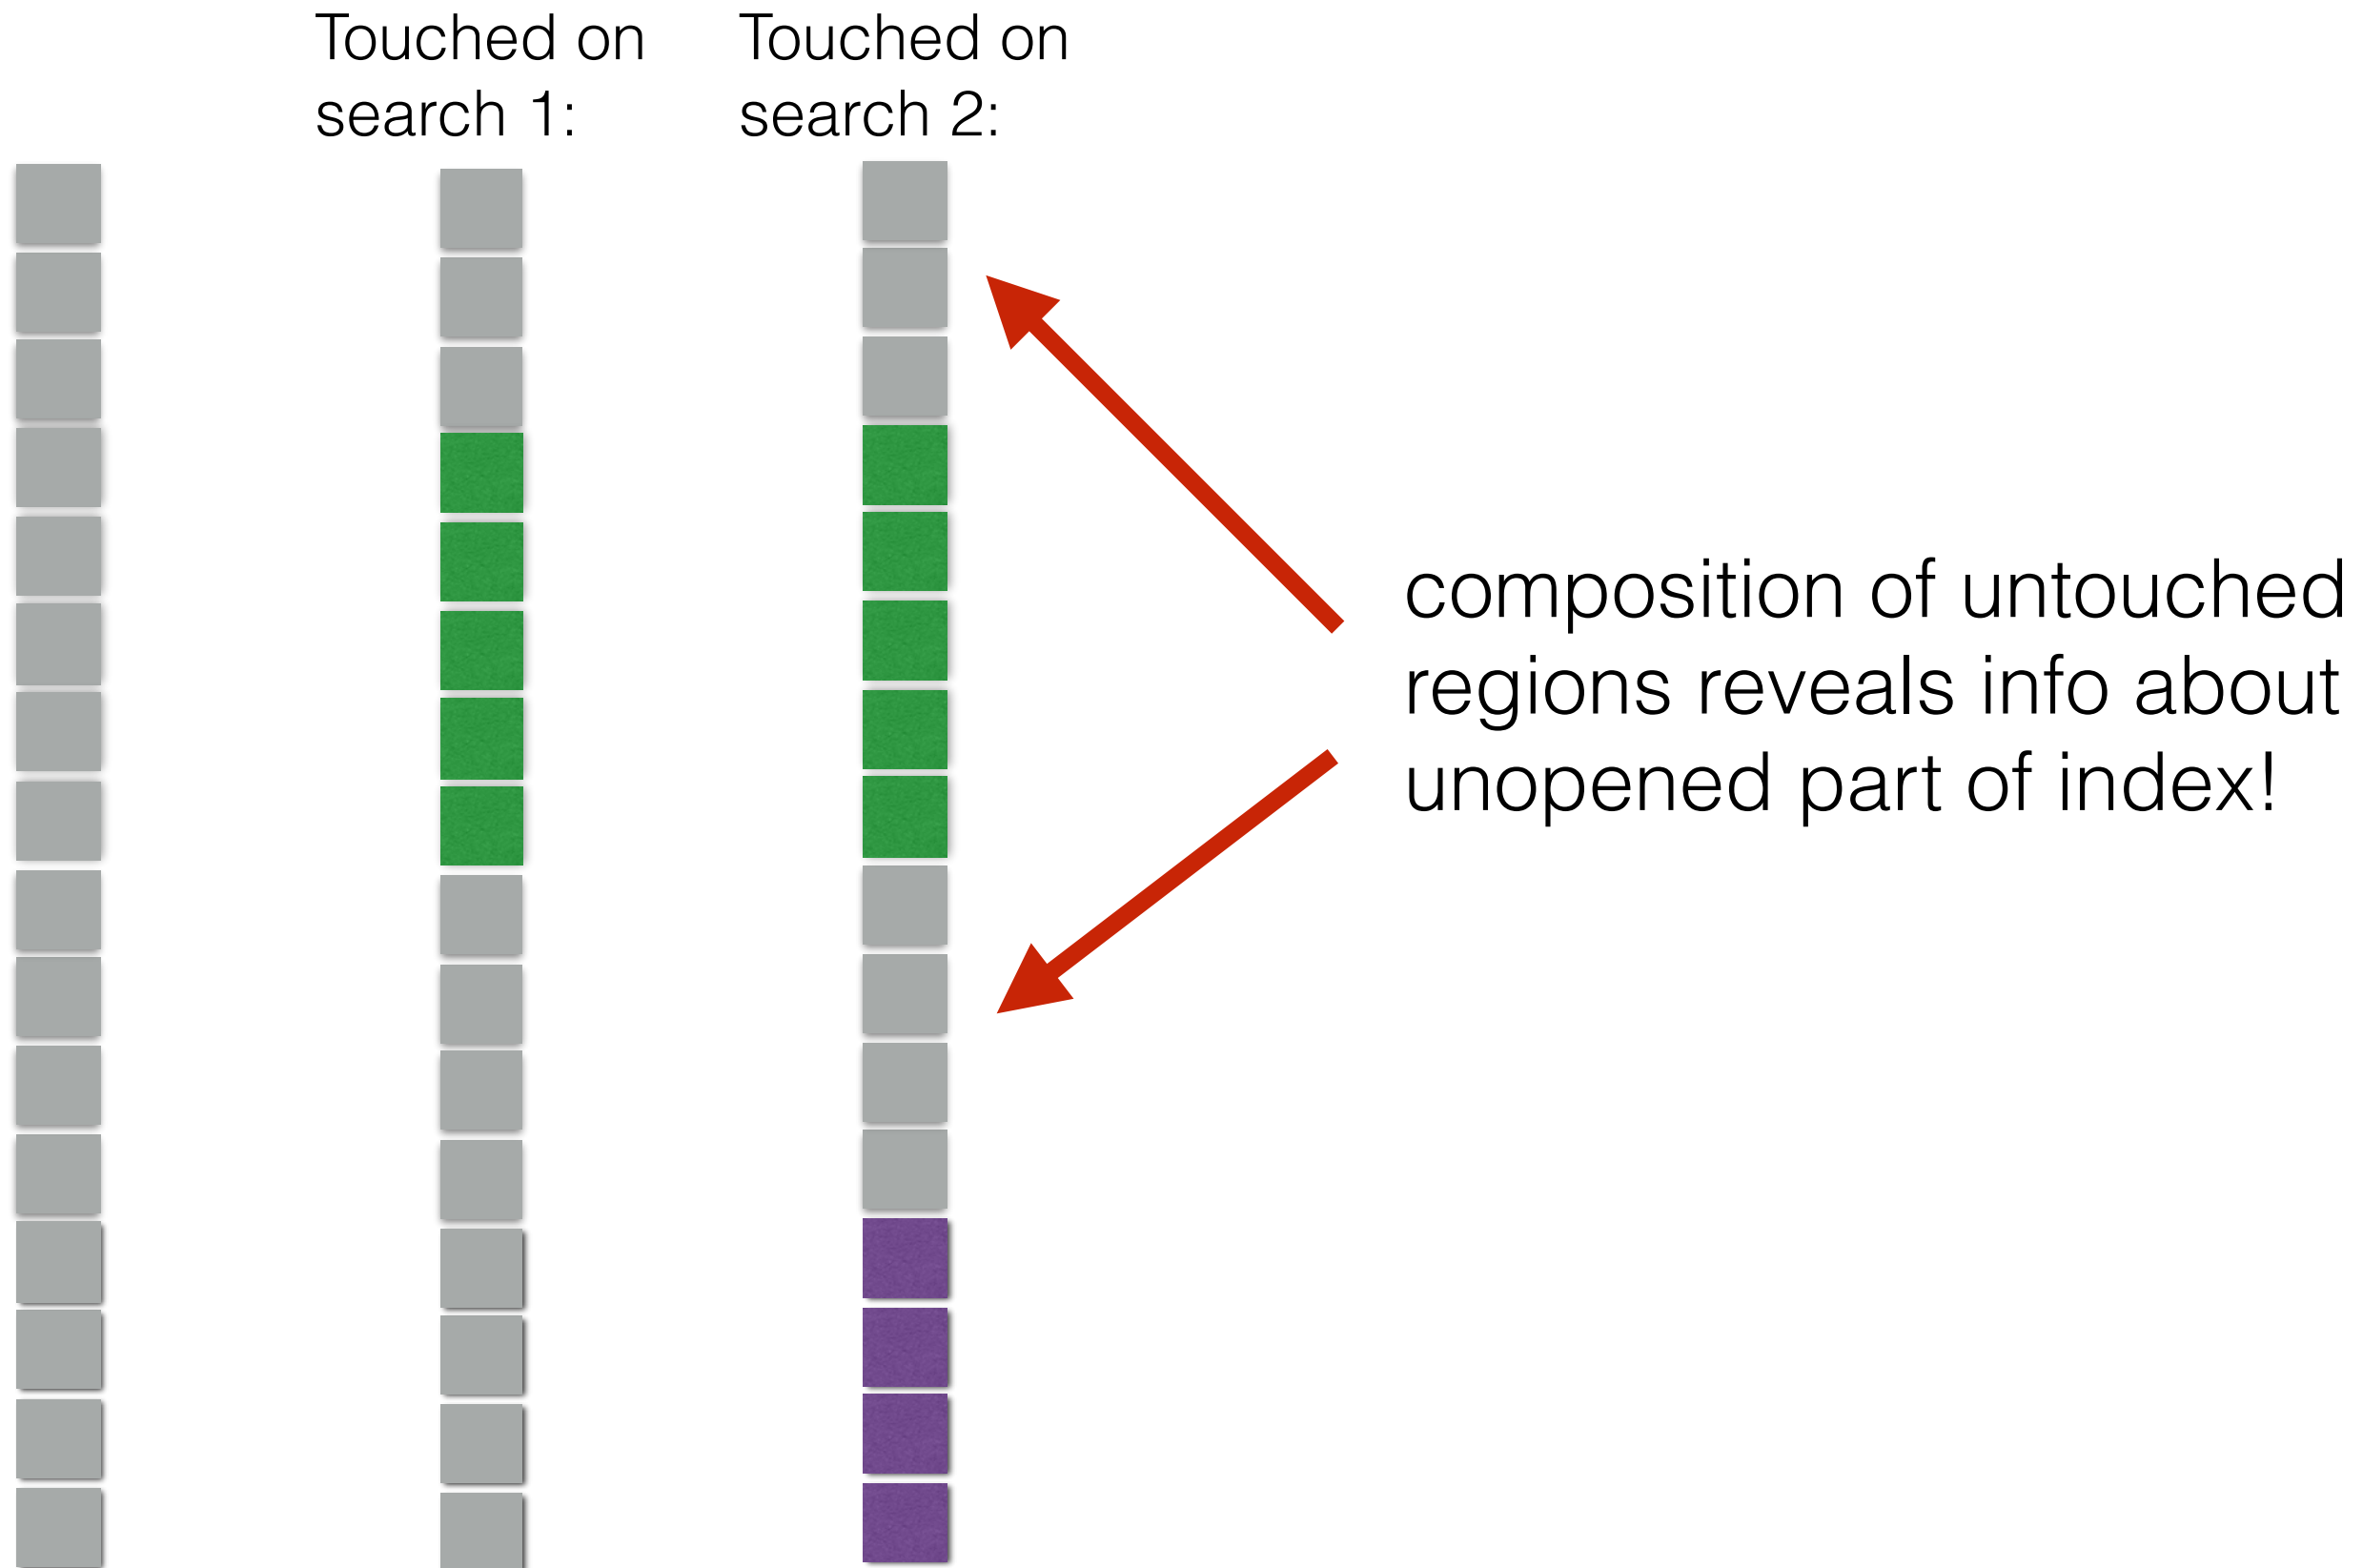 Touched on
search 1:
Touched on
search 2:
composition of untouched
regions reveals info about
unopened part of index!